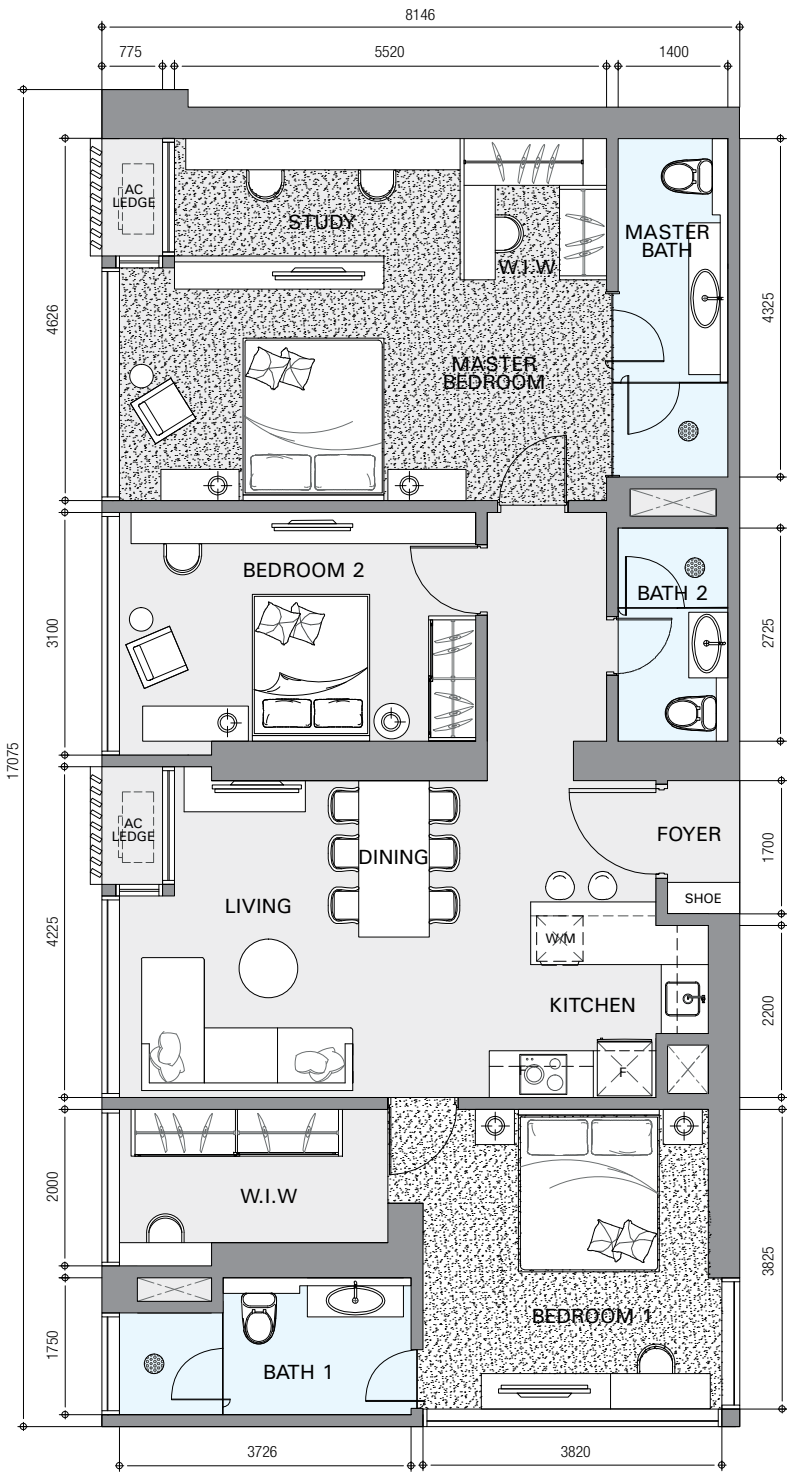 8146
775
5520
1400
AC
LEDGE
STUDY
W.I.W
MASTER
BATH
4626
4325
MASTER
BEDROOM
BEDROOM 2
BATH 2
3100
2725
17075
AC
LEDGE
DINING
FOYER
1700
SHOE
LIVING
W/M
4225
KITCHEN
2200
F
W.I.W
2000
3825
BEDROOM 1
1750
BATH 1
3726
3820